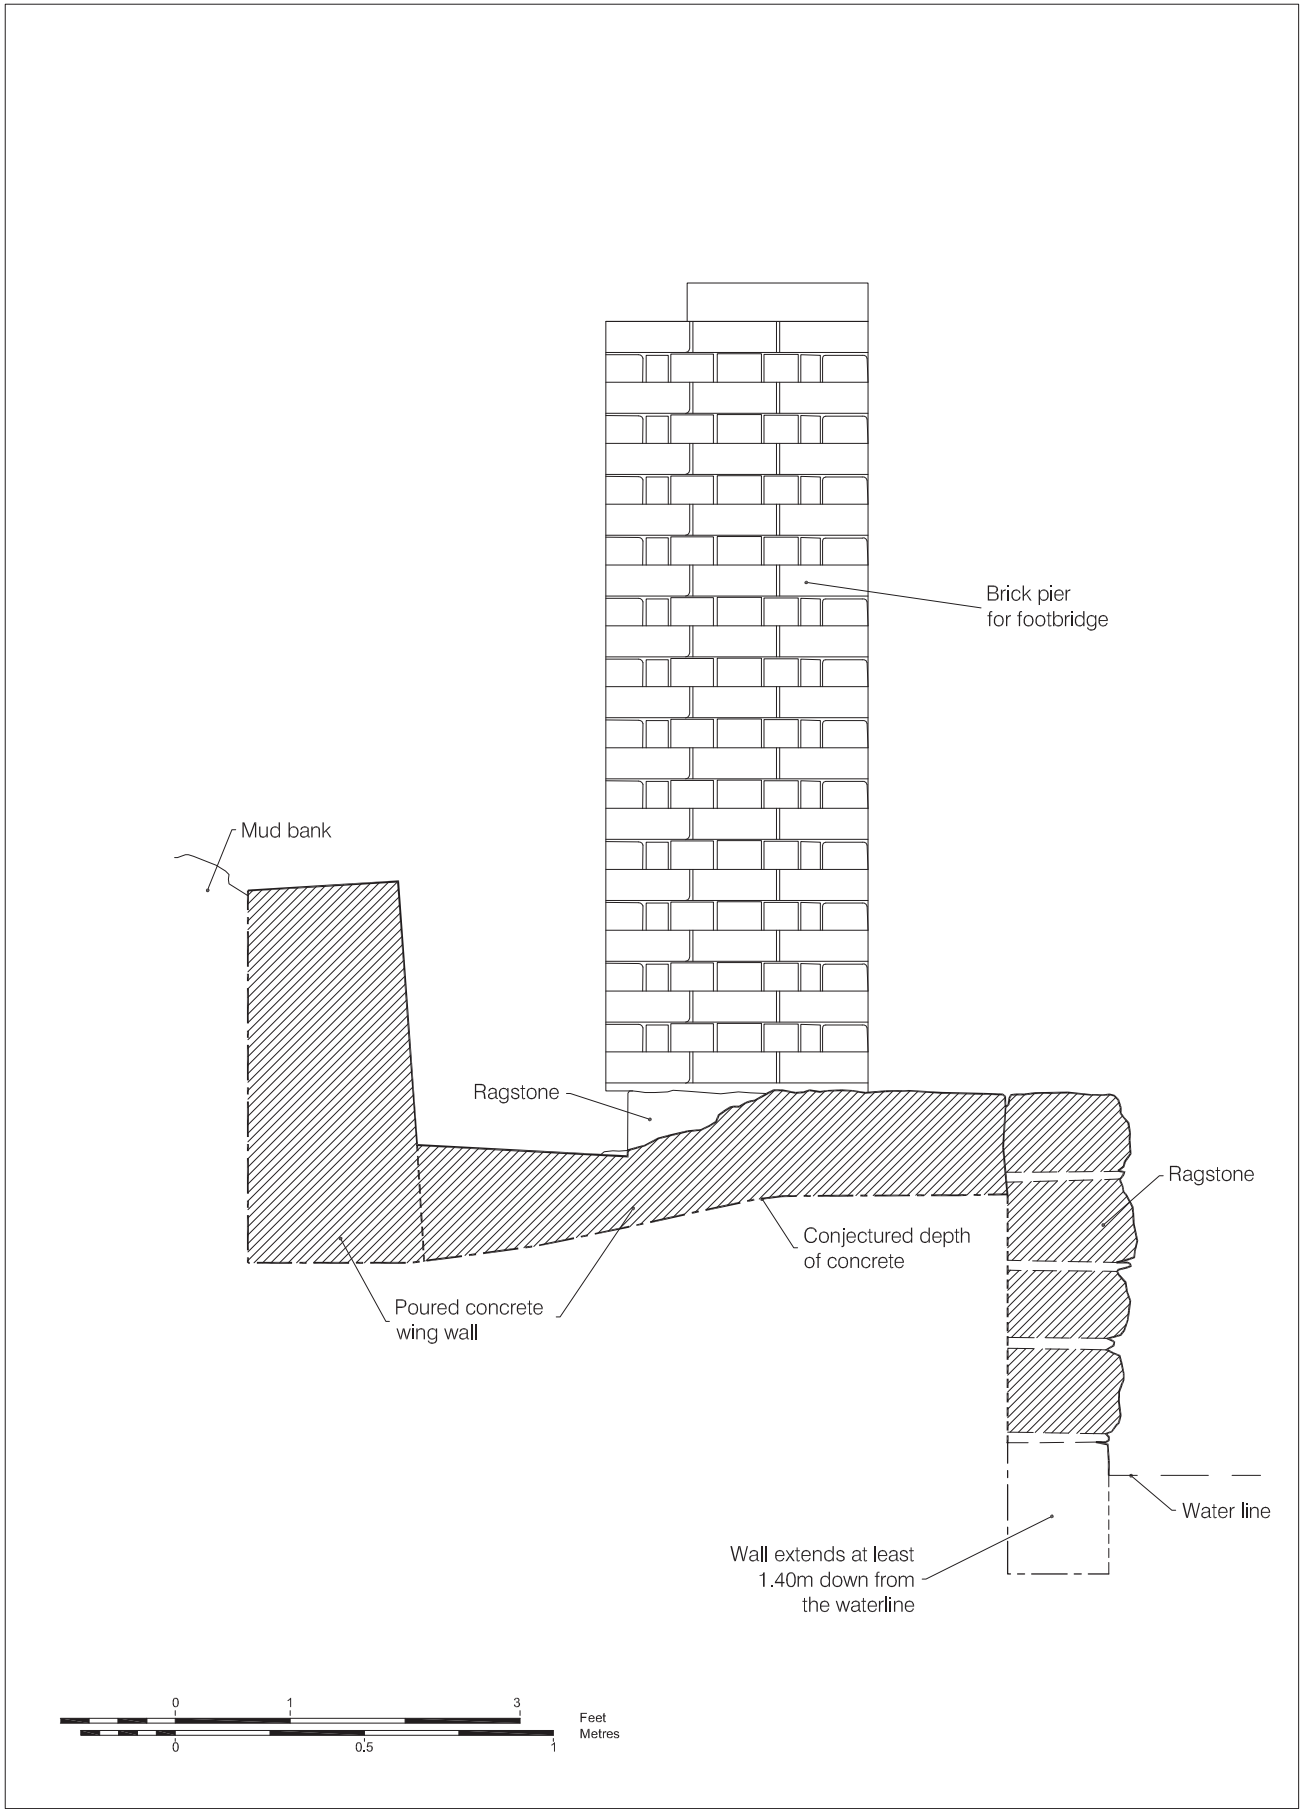 Brick pier
for footbridge
Mud bank
Ragstone
Ragstone
Conjectured depth
of concrete
Poured concrete
wing wall
Water line
Wall extends at least
1.40m down from
the waterline
0 1 3
Feet
Metres
0 0.5 1